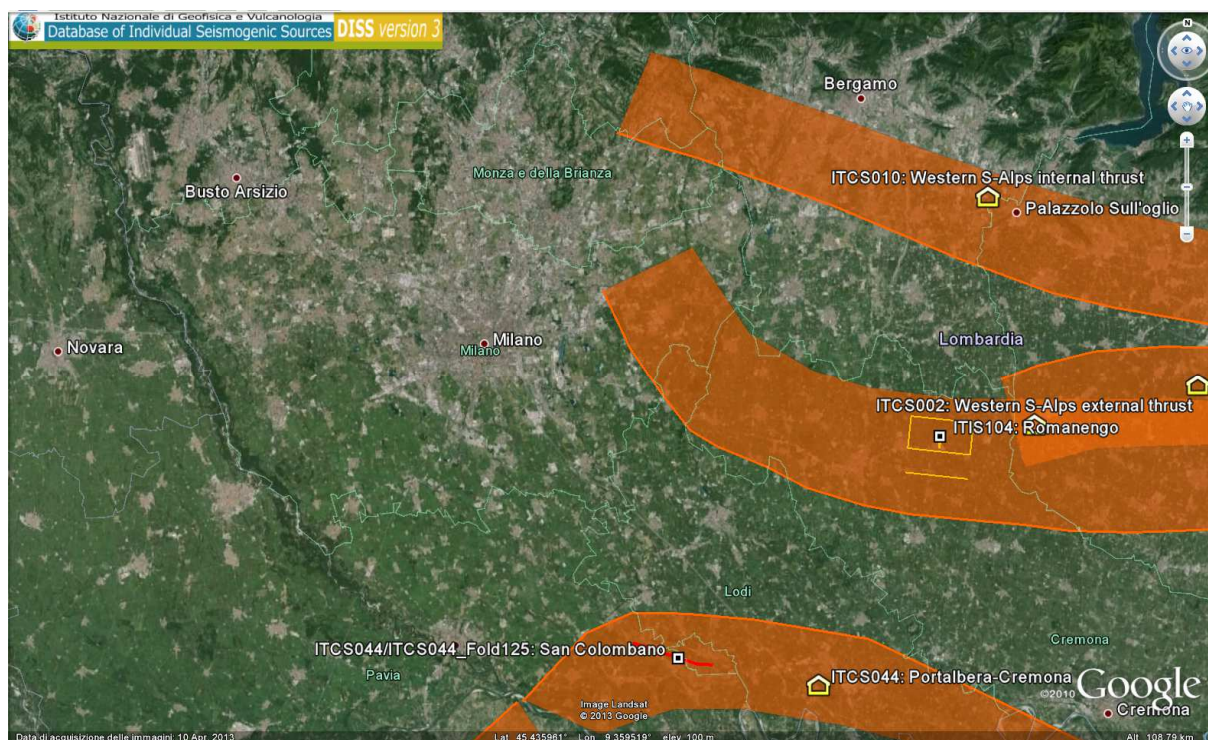 Istituto Nazionale di Geofisica e Vulcanologia
Database of Individual Seismogenic Sources DISS version 3
N
Bergamo
Busto Arsizio
Monza e della Brianza
ITCS010: Western S-Alps internal thrust
Palazzolo Sull'oglio
Novara
Milano
Milano
Lombardia
ITCS002: Western S-Alps external thrust
ITIS104: Romanengo
Lodi
Cremona
ITCS044/ITCS044_Fold125: San Colombano
Pavia
ITCS044: Portalbera-Cremona
©2010 Google
Cremona
Image Landsat
© 2013 Google
Data di acquisizione delle immagini: 10 Apr, 2013 Lat 45.435961° Lon 9.359519° elev 100 m Alt 108.79 km